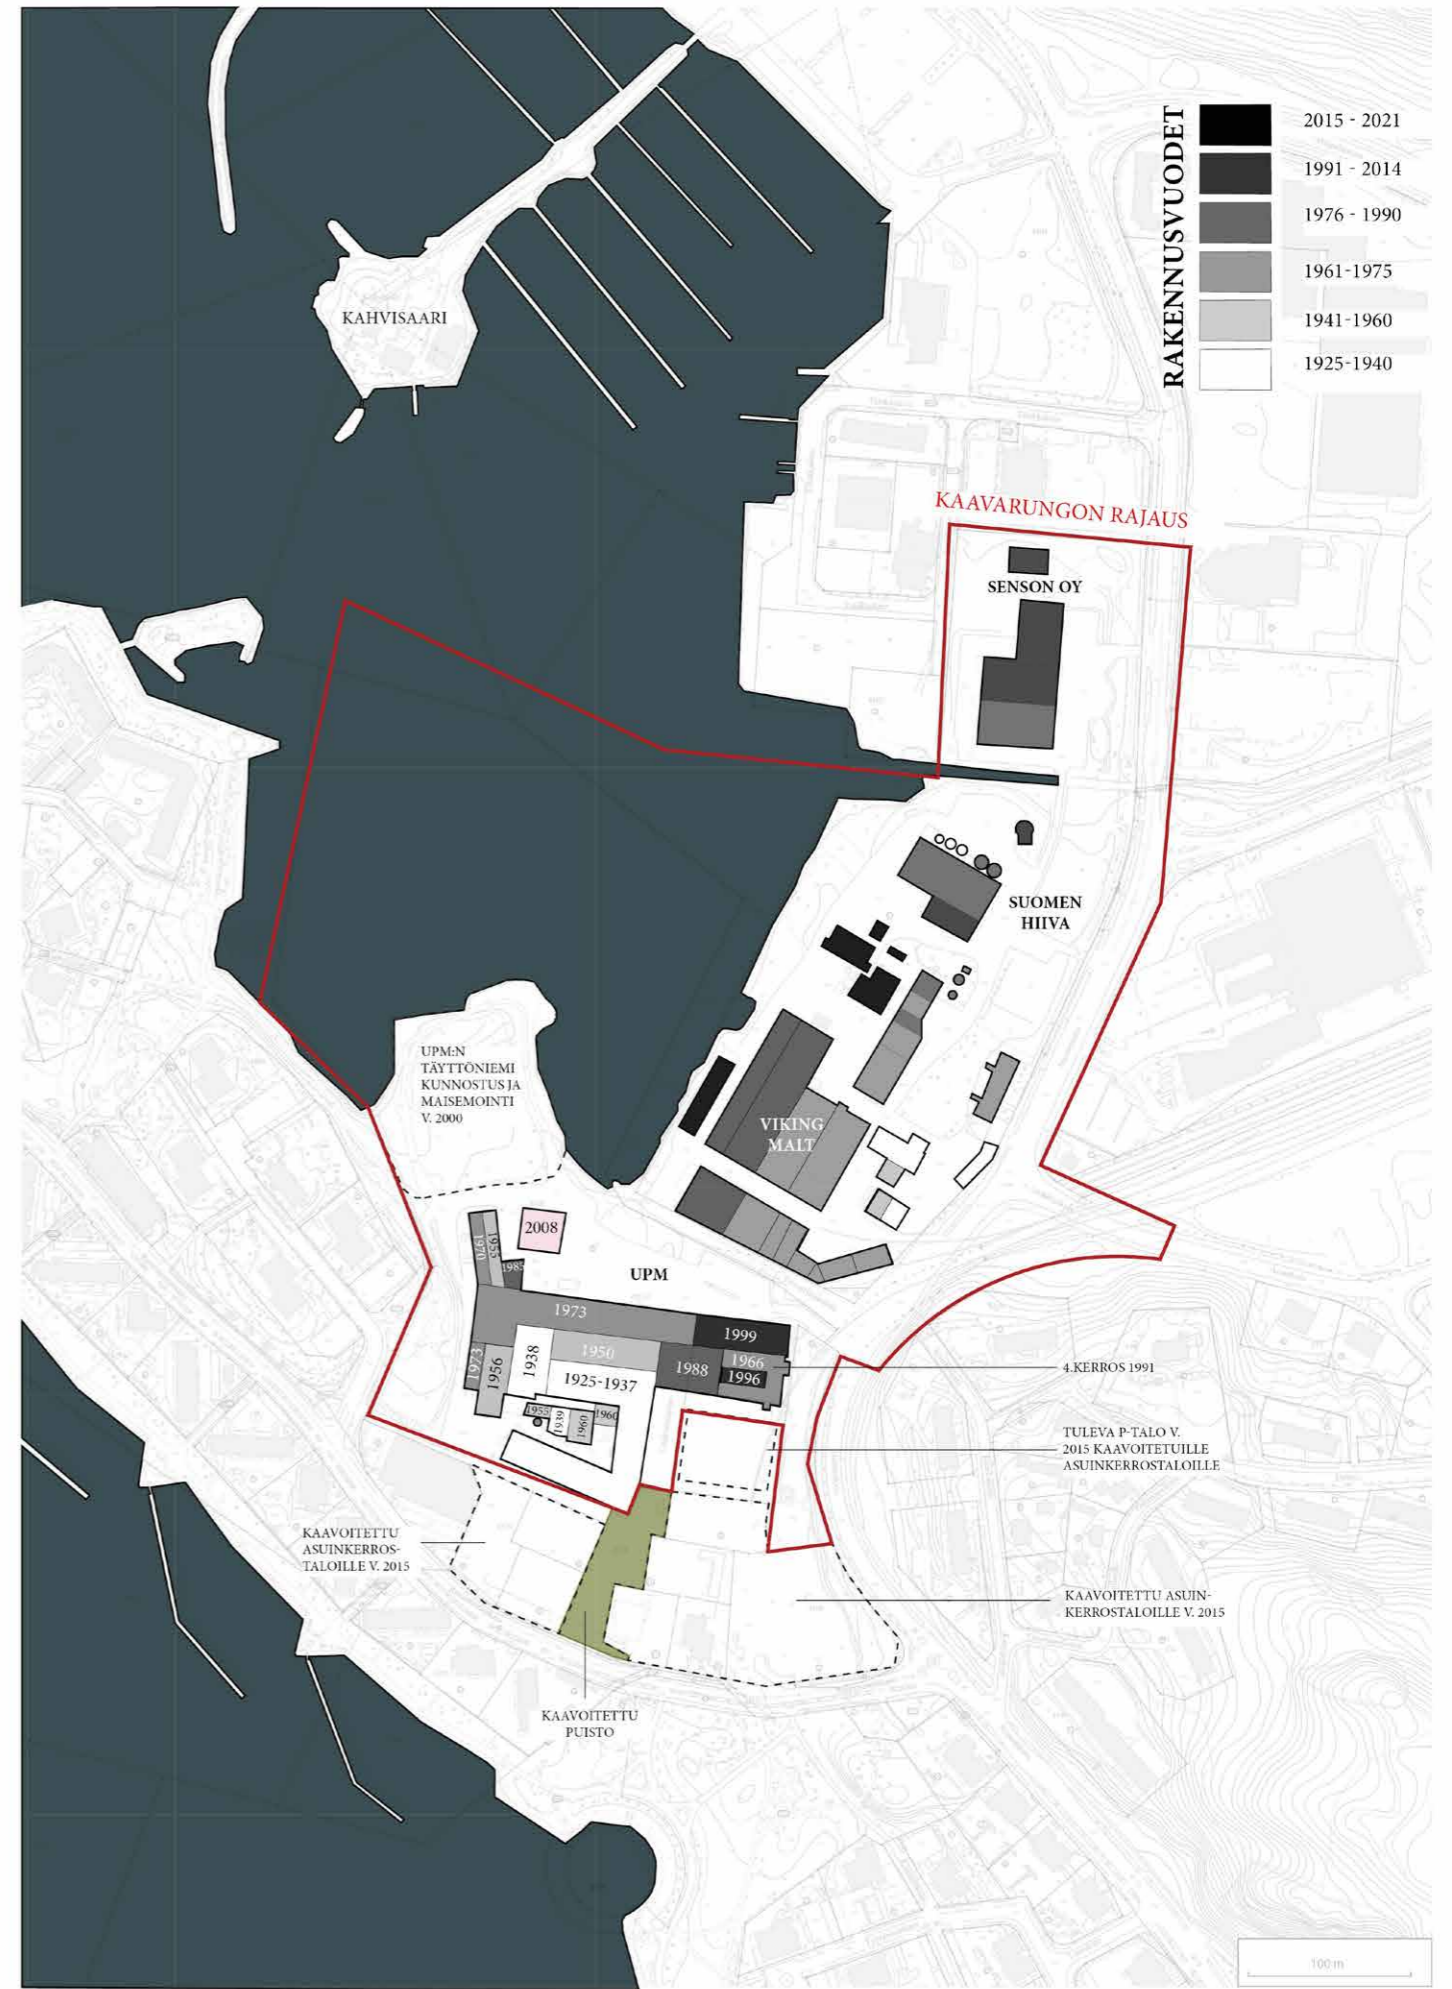 RAKENNUSVUODET
2015 - 2021
1991 - 2014
1976 - 1990
1961-1975
1941-1960
1925-1940
KAHVISAARI
KAAVARUNGON RAJAUS
SENSON OY
SUOMEN
HIIVA
UPM:N
TÄYTTÖNIEMI
KUNNOSTUS JA
MAISEMOINTI
V. 2000
VIKING
MALT
2008
1970
1955
1985
UPM
1973
1999
1973
1956
1938
1950
1925-1937
1988
1966
1996
4.KERROS 1991
1955
1939
1960
1960
TULEVA P-TALO V.
2015 KAAVOITETUILLE
ASUINKERROSTALOILLE
KAAVOITETTU
ASUINKERROS-
TALOILLE V. 2015
KAAVOITETTU ASUIN-
KERROSTALOILLE V. 2015
KAAVOITETTU
PUISTO
100 m